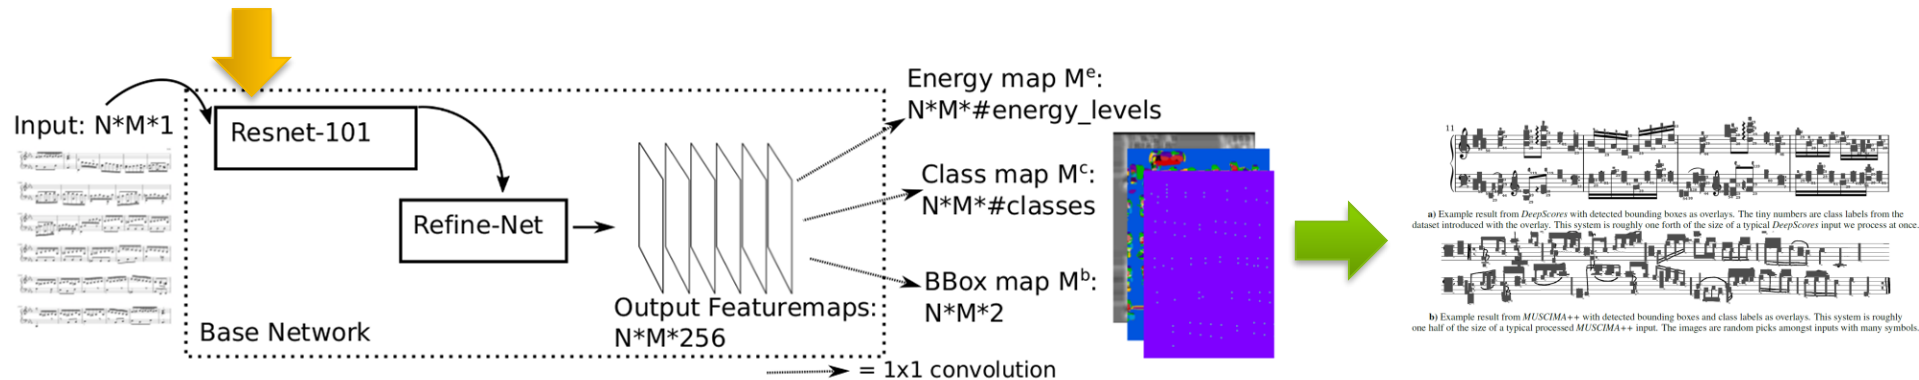 Input: N*M*1
Resnet-101
Refine-Net
Output Featuremaps:
N*M*256
Base Network
Energy map Mᵉ:
N*M*#energy_levels
Class map Mᶜ:
N*M*#classes
BBox map Mᵇ:
N*M*2
= 1x1 convolution
11
a) Example result from DeepScores with detected bounding boxes as overlays. The tiny numbers are class labels from the
dataset introduced with the overlay. This system is roughly one forth of the size of a typical DeepScores input we process at once.
b) Example result from MUSCIMA++ with detected bounding boxes and class labels as overlays. This system is roughly
one half of the size of a typical processed MUSCIMA++ input. The images are random picks amongst inputs with many symbols.